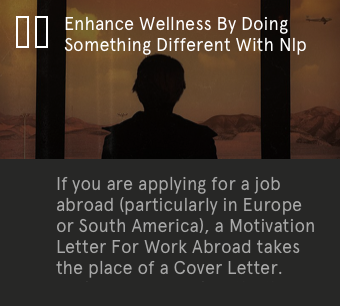 Enhance Wellness By Doing
Something Different With Nlp
If you are applying for a job
abroad (particularly in Europe
or South America), a Motivation
Letter For Work Abroad takes
the place of a Cover Letter.